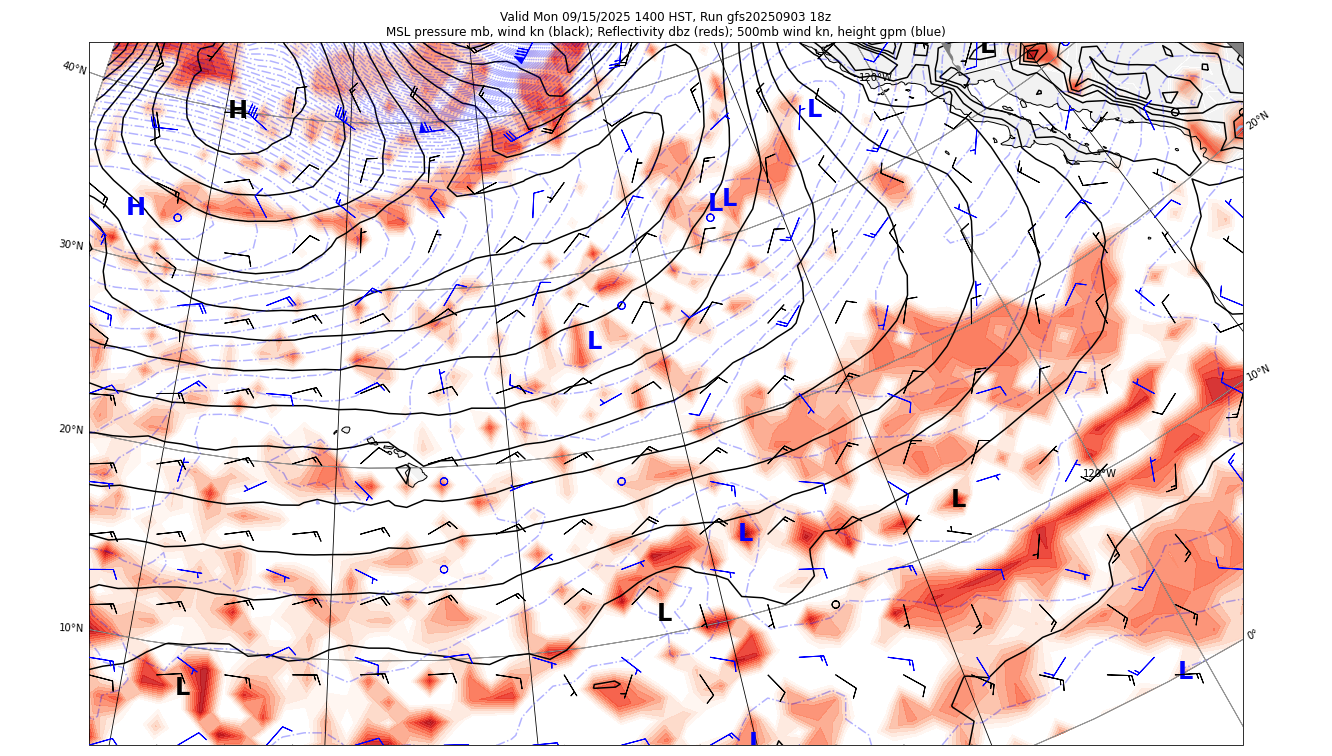 Valid Mon 09/15/2025 1400 HST, Run gfs20250903 18z
MSL pressure mb, wind kn (black); Reflectivity dbz (reds); 500mb wind kn, height gpm (blue)
L
40°N
120°W
H
L
20°N
H
L L
30°N
L
10°N
20°N
120°W
L
L
L
10°N
0°
L
L
L